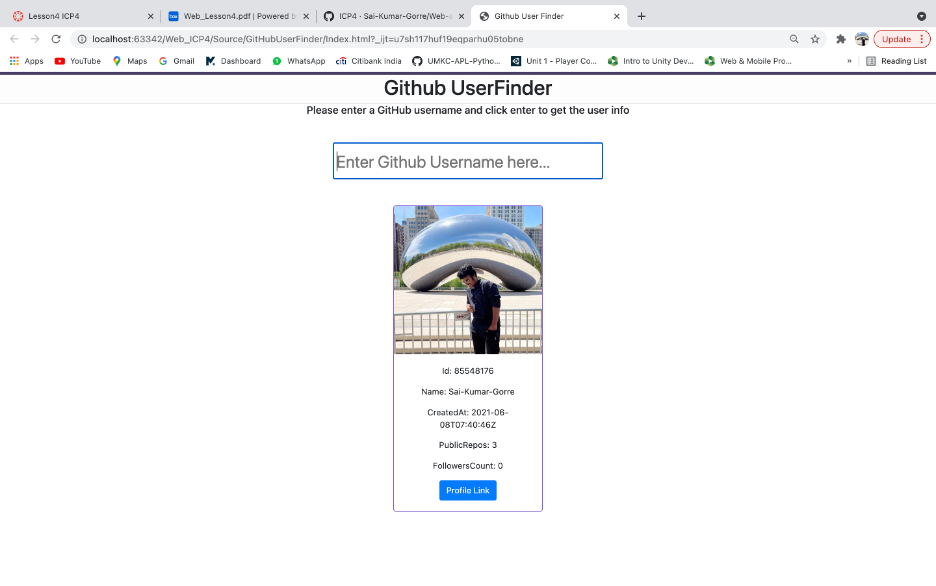 Lesson4 ICP4
Web_Lesson4.pdf | Powered b
ICP4 · Sai-Kumar-Gorre/Web-a
Github User Finder
localhost:63342/Web_ICP4/Source/GitHubUserFinder/Index.html?_ijt=u7sh117huf19eqparhu05tobne
Update
Apps
YouTube
Maps
Gmail
Dashboard
WhatsApp
Citibank India
UMKC-APL-Pytho...
Unit 1 - Player Co...
Intro to Unity Dev...
Web & Mobile Pro...
»
Reading List
Github UserFinder
Please enter a GitHub username and click enter to get the user info
Enter Github Username here...
Id: 85548176
Name: Sai-Kumar-Gorre
CreatedAt: 2021-06-
08T07:40:46Z
PublicRepos: 3
FollowersCount: 0
Profile Link